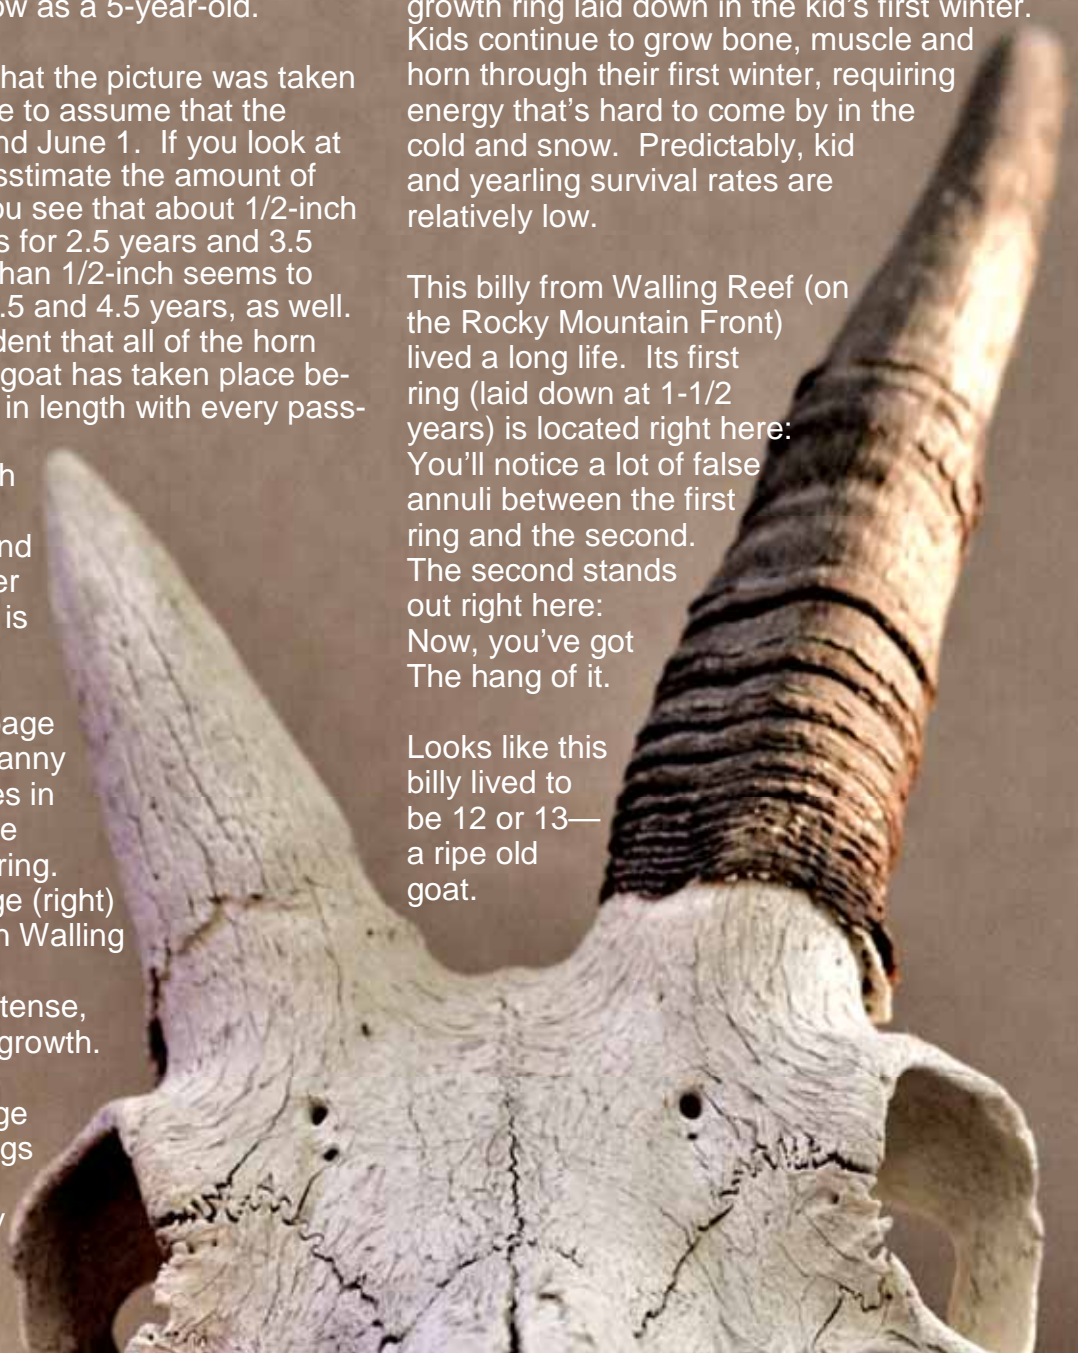 ow as a 5-year-old.
hat the picture was taken
e to assume that the
nd June 1.  If you look at
sstimate the amount of
ou see that about 1/2-inch
s for 2.5 years and 3.5
han 1/2-inch seems to
.5 and 4.5 years, as well.
dent that all of the horn
goat has taken place be-
in length with every pass-
h
nd
er
is
age
anny
es in
e
ring.
ge (right)
n Walling
tense,
growth.
ge
gs
y
growth ring laid down in the kid's first winter.
Kids continue to grow bone, muscle and
horn through their first winter, requiring
energy that's hard to come by in the
cold and snow.  Predictably, kid
and yearling survival rates are
relatively low.
This billy from Walling Reef (on
the Rocky Mountain Front)
lived a long life.  Its first
ring (laid down at 1-1/2
years) is located right here:
You'll notice a lot of false
annuli between the first
ring and the second.
The second stands
out right here:
Now, you've got
The hang of it.
Looks like this
billy lived to
be 12 or 13—
a ripe old
goat.